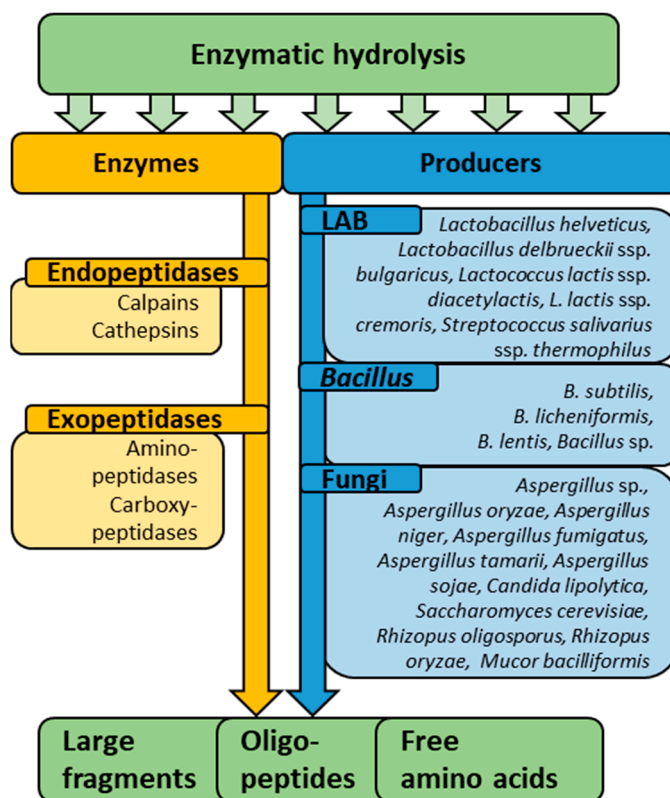 Enzymatic hydrolysis
Enzymes
Producers
Endopeptidases
Calpains
Cathepsins
Exopeptidases
Amino-
peptidases
Carboxy-
peptidases
LAB
Lactobacillus helveticus,
Lactobacillus delbrueckii ssp.
bulgaricus, Lactococcus lactis ssp.
diacetylactis, L. lactis ssp.
cremoris, Streptococcus salivarius
ssp. thermophilus
Bacillus
B. subtilis,
B. licheniformis,
B. lentis, Bacillus sp.
Fungi
Aspergillus sp.,
Aspergillus oryzae, Aspergillus
niger, Aspergillus fumigatus,
Aspergillus tamarii, Aspergillus
sojae, Candida lipolytica,
Saccharomyces cerevisiae,
Rhizopus oligosporus, Rhizopus
oryzae, Mucor bacilliformis
Large
fragments
Oligo-
peptides
Free
amino acids